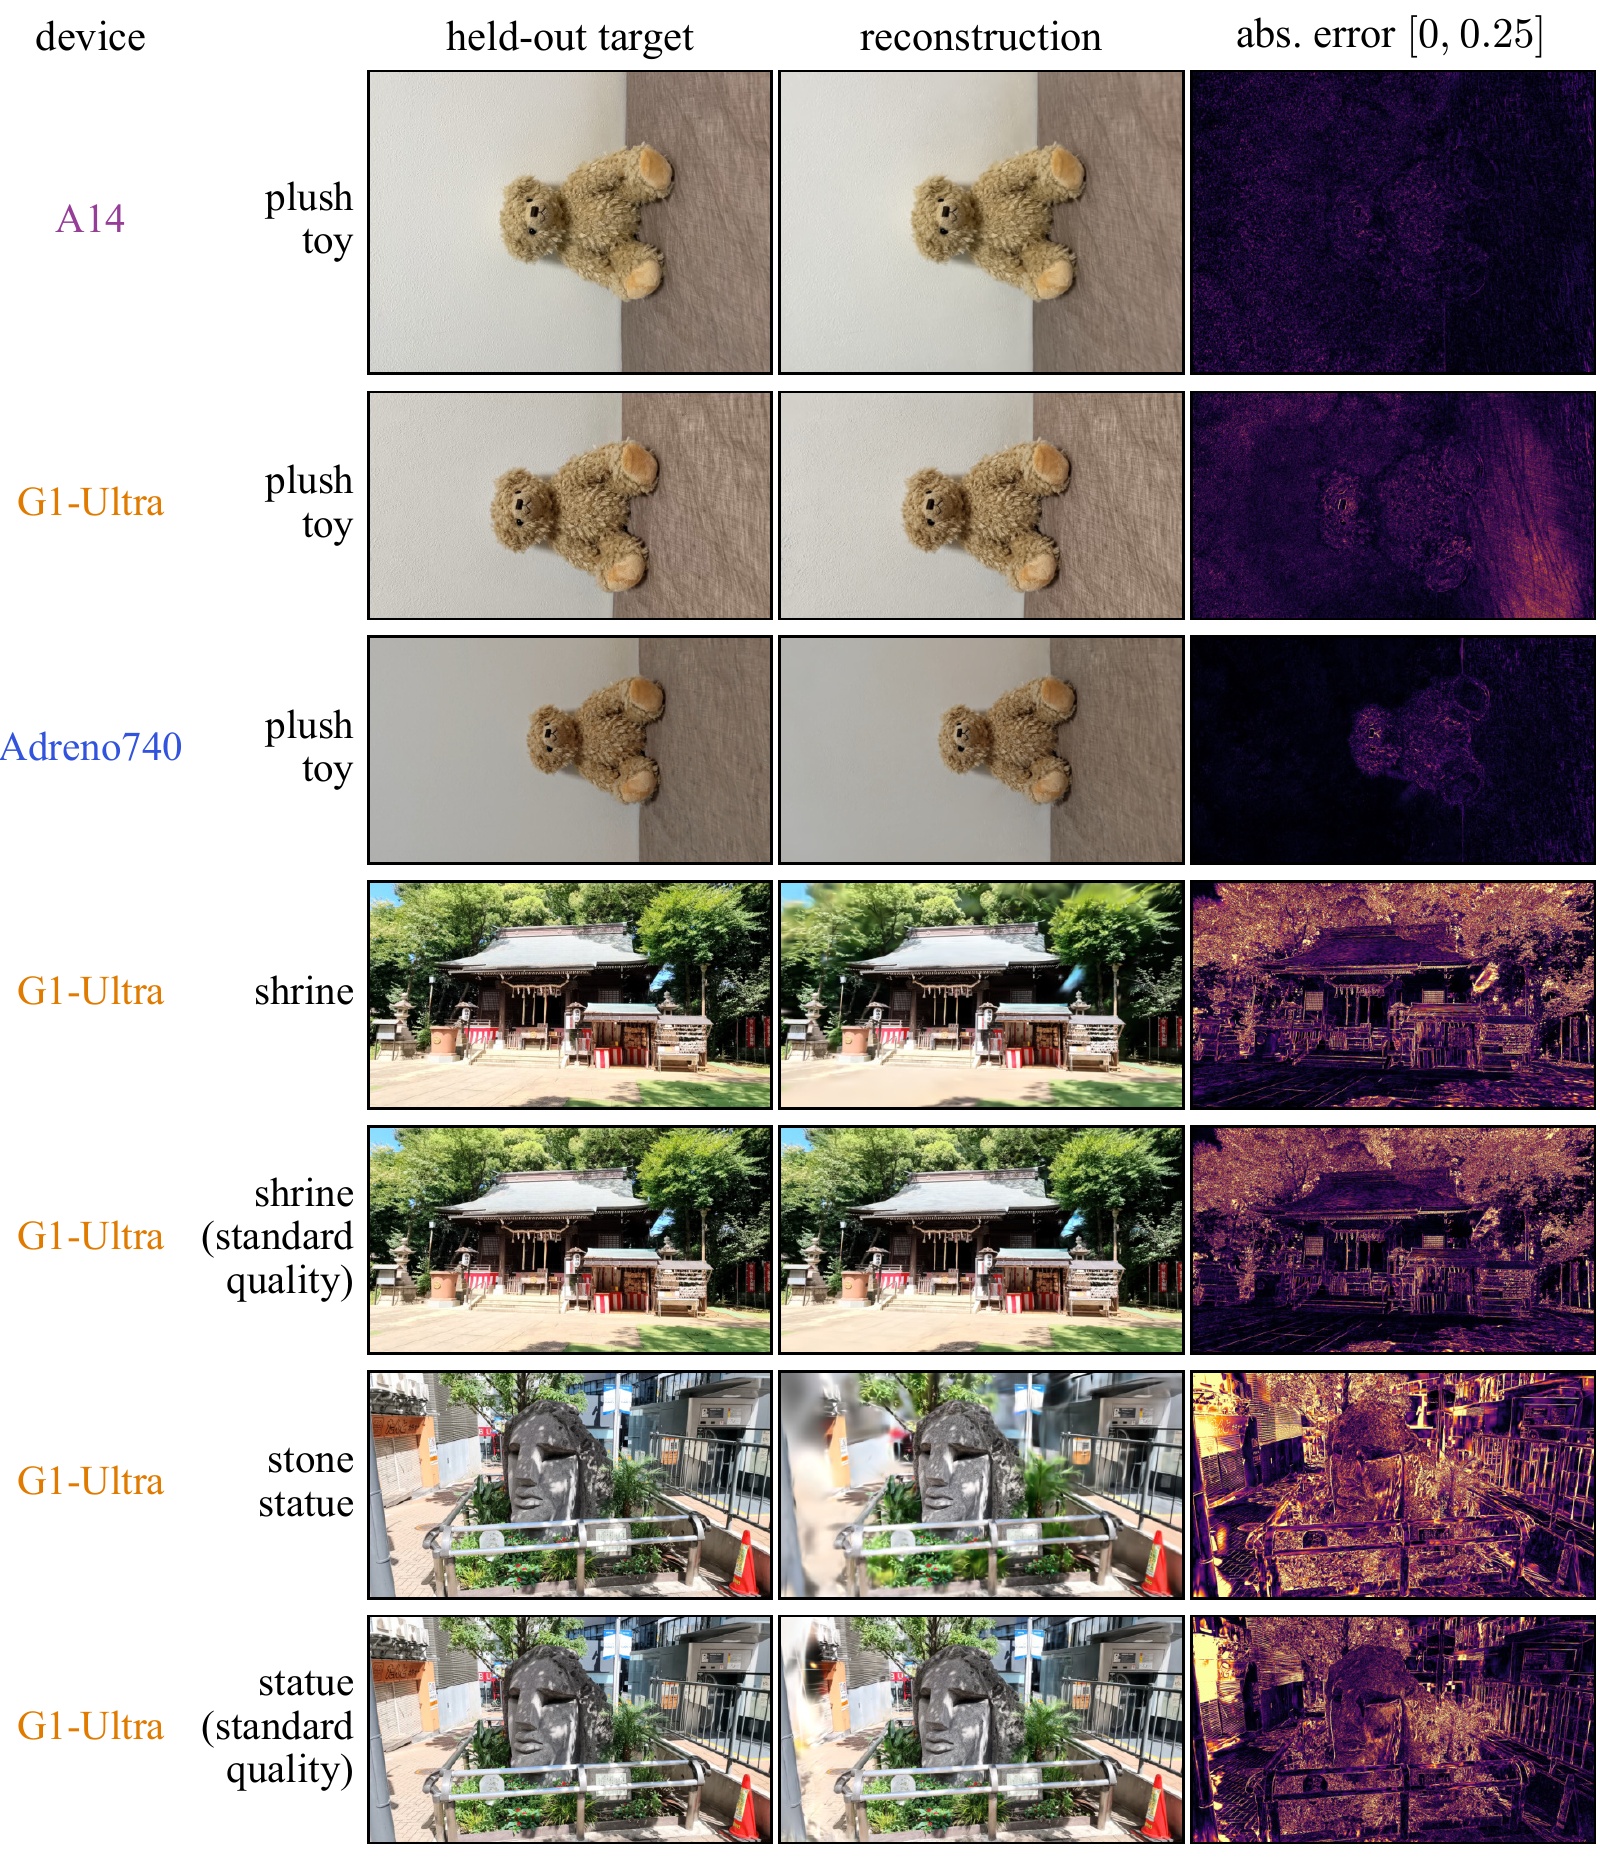 device held-out target reconstruction abs. error [0, 0.25]
A14 plush
toy
G1-Ultra plush
toy
Adreno740 plush
toy
G1-Ultra shrine
G1-Ultra shrine
(standard
quality)
G1-Ultra stone
statue
G1-Ultra statue
(standard
quality)